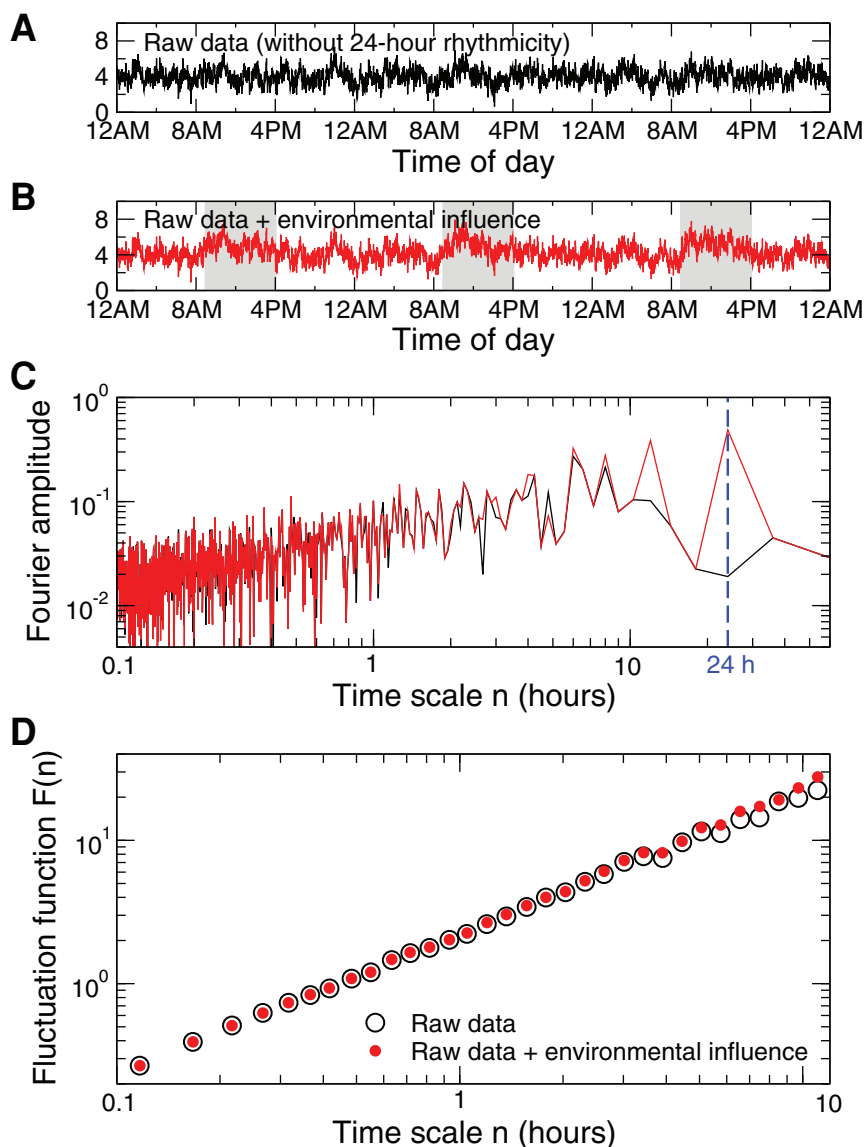 A
Raw data (without 24-hour rhythmicity)
8
4
0
12AM 8AM 4PM 12AM 8AM 4PM 12AM 8AM 4PM 12AM
Time of day
B
Raw data + environmental influence
8
4
0
12AM 8AM 4PM 12AM 8AM 4PM 12AM 8AM 4PM 12AM
Time of day
C
Fourier amplitude
10^0
10^-1
10^-2
0.1 1 10 24 h
Time scale n (hours)
D
Fluctuation function F(n)
10^1
10^0
Raw data
Raw data + environmental influence
0.1 1 10
Time scale n (hours)